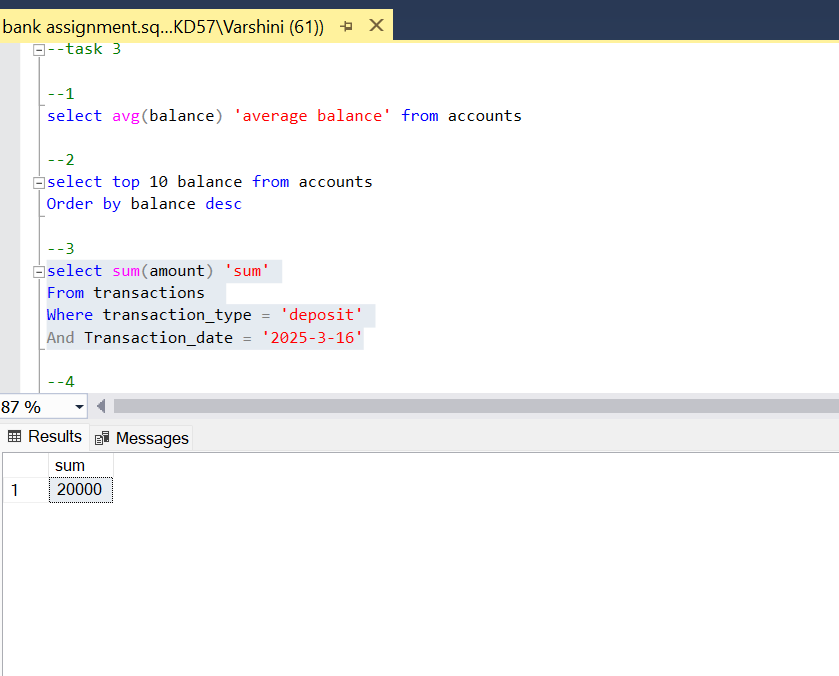 bank assignment.sq...KD57\Varshini (61))
--task 3
--1
select avg(balance) 'average balance' from accounts
--2
select top 10 balance from accounts
Order by balance desc
--3
select sum(amount) 'sum'
From transactions
Where transaction_type = 'deposit'
And Transaction_date = '2025-3-16'
--4
87 %
Results Messages
sum
1 20000